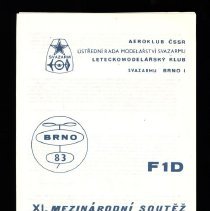 AEROKLUB ČSSR
ÚSTŘEDNÍ RADA MODELÁŘSTVÍ SVAZARMU
LETECKOMODELÁŘSKÝ KLUB
SVAZARMU BRNO I
SVAZARM
BRNO
83
F1D
XI. MEZINÁRODNÍ SOUTĚŽ